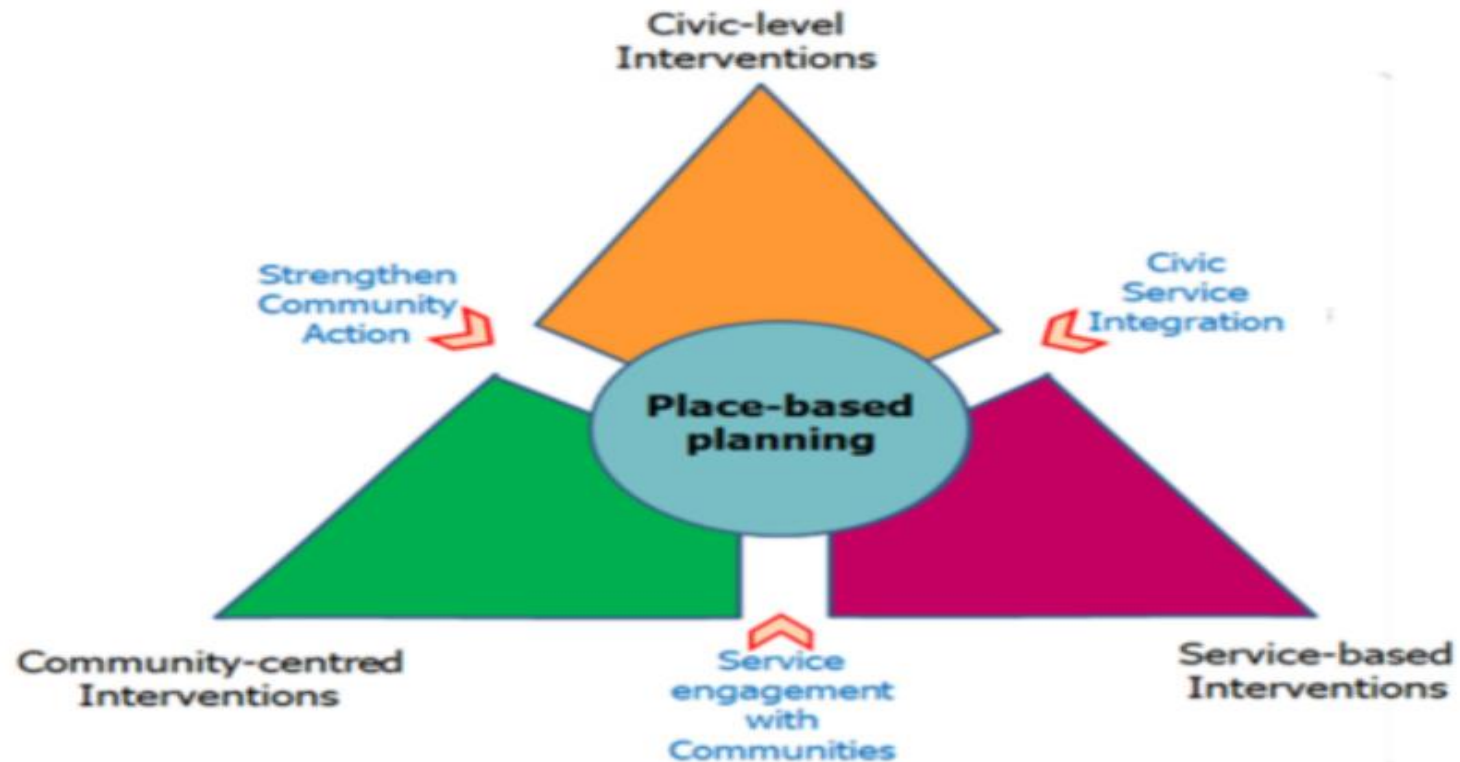 Civic-level
Interventions
Strengthen
Community
Action
Civic
Service
Integration
Place-based
planning
Community-centred
Interventions
Service
engagement
with
Communities
Service-based
Interventions